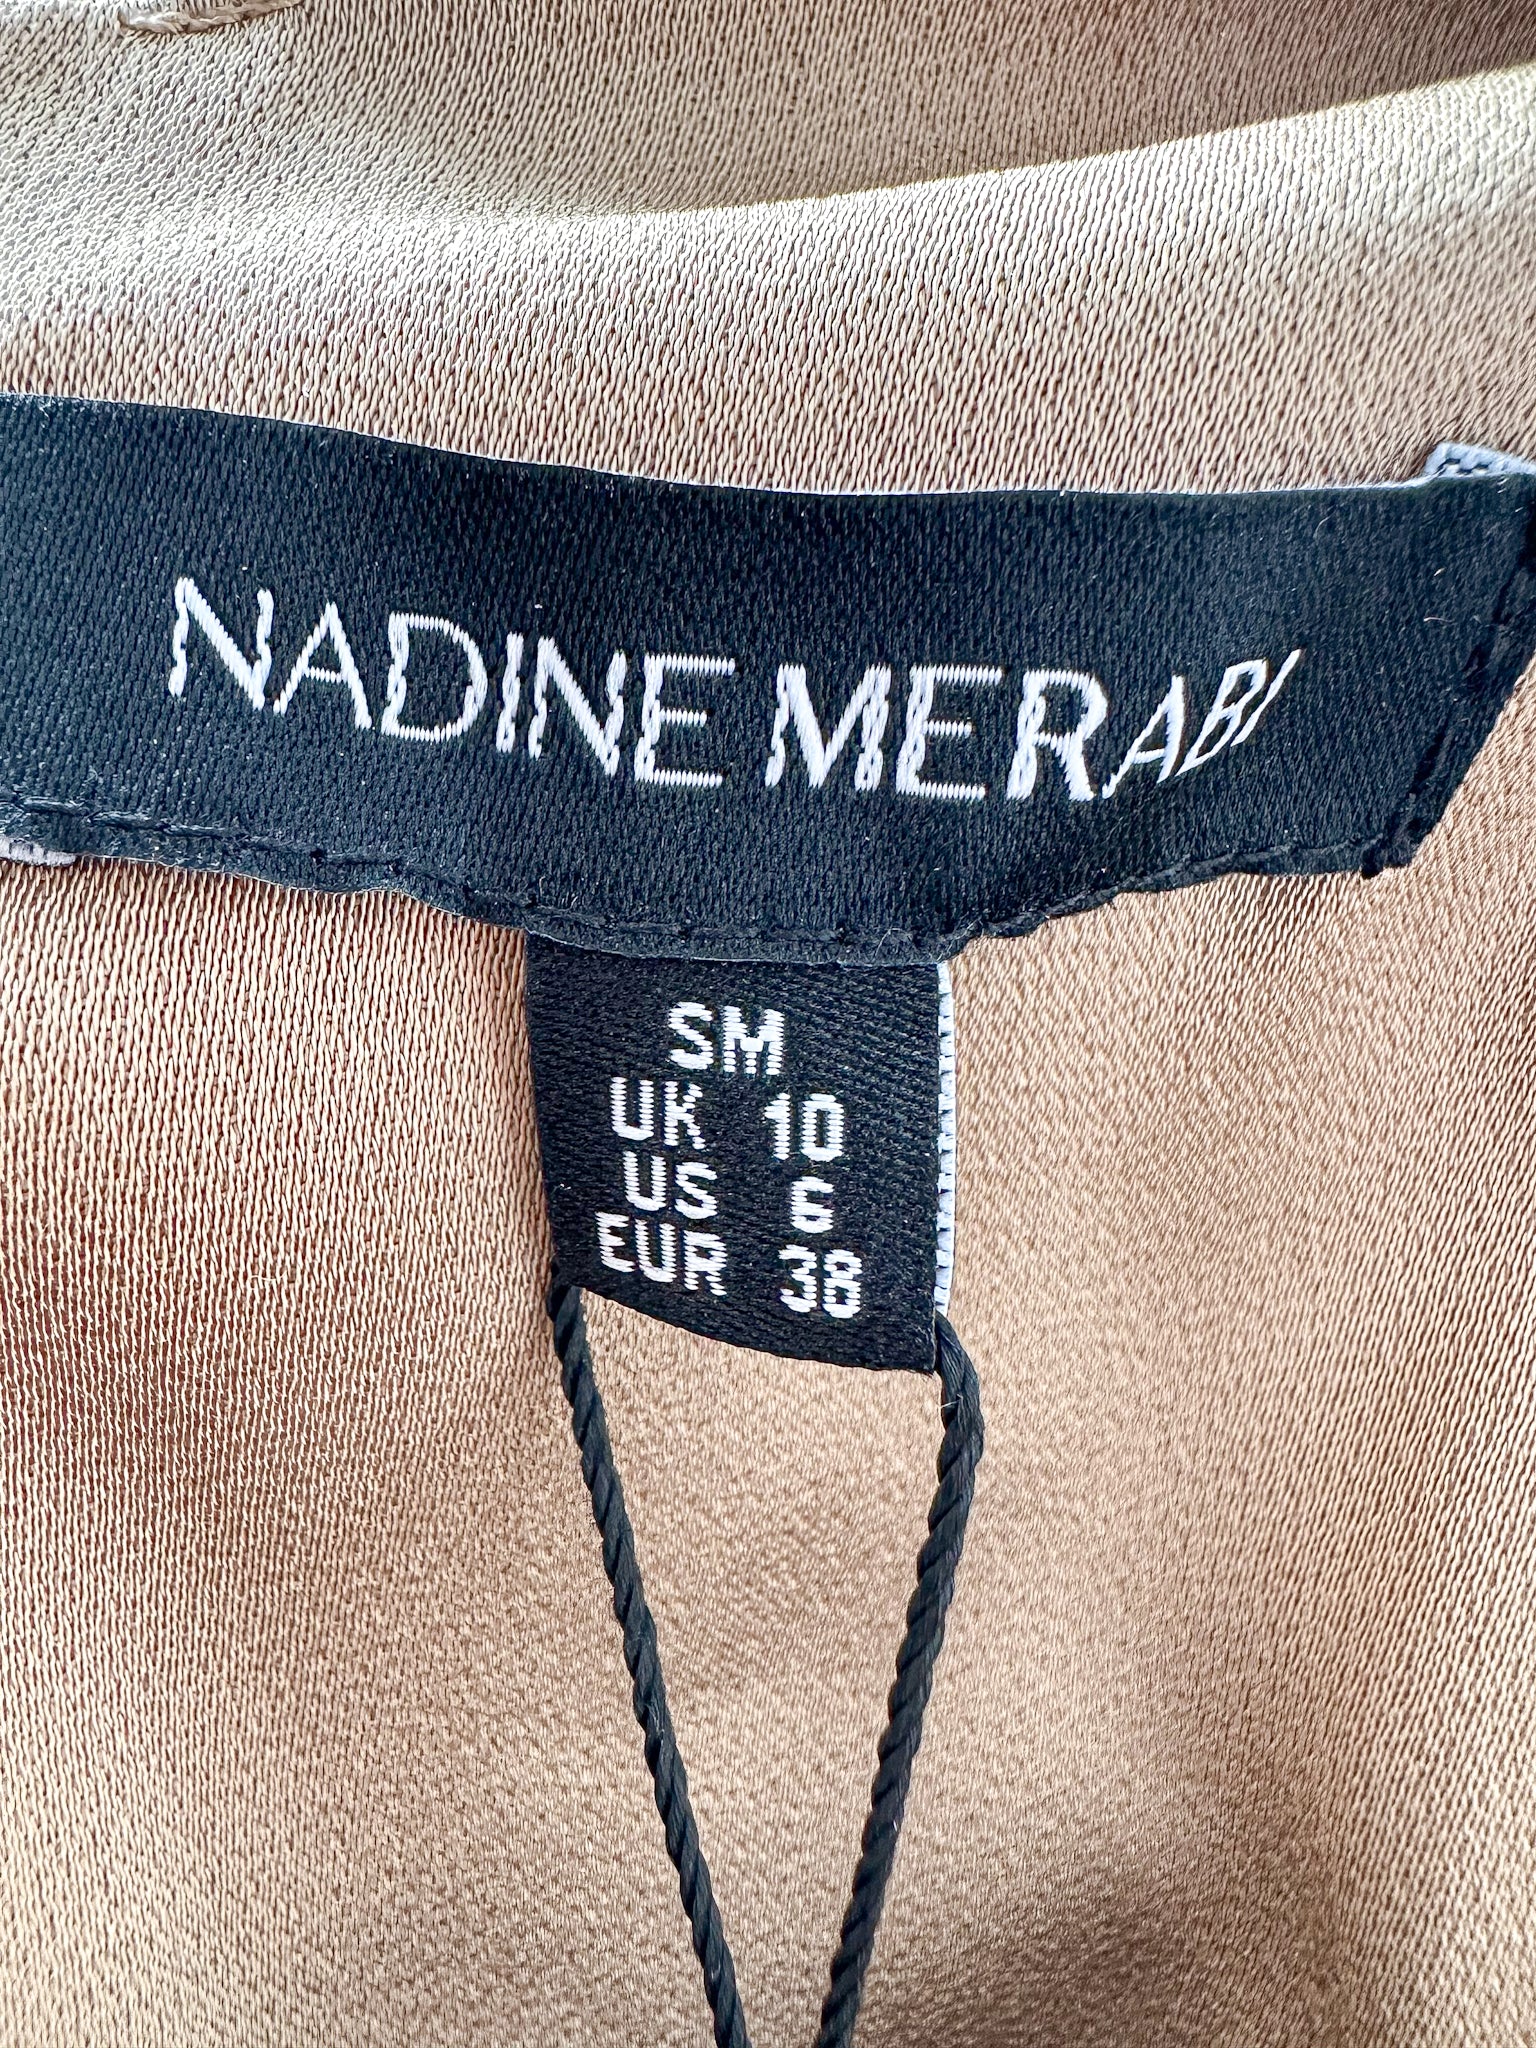 NADINE MERABI
SM
UK 10
US 6
EUR 38